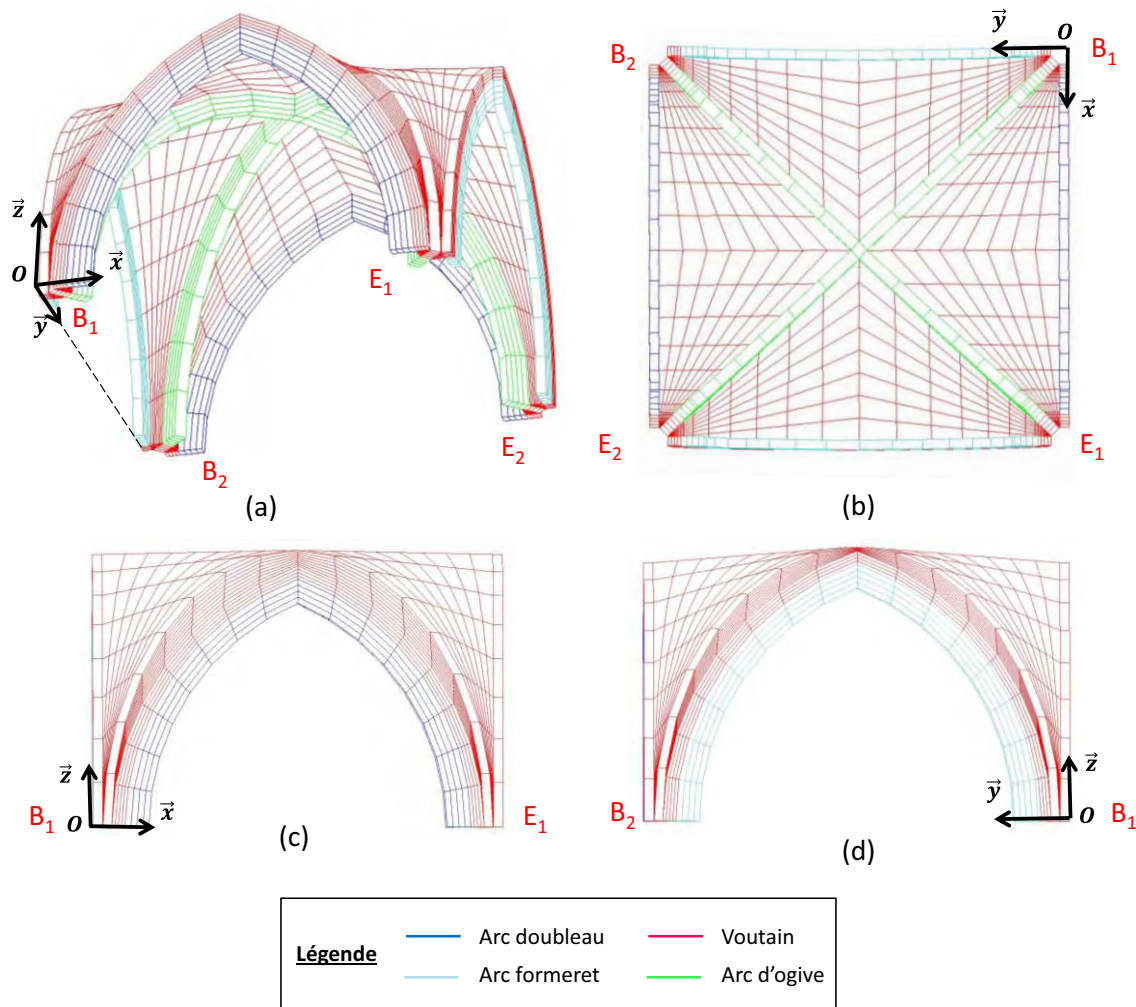 z⃗
O
x⃗
y⃗
B₁
E₁
B₂
E₂
(a)
y⃗
O
B₁
B₂
x⃗
E₂
E₁
(b)
z⃗
B₁
O
x⃗
E₁
(c)
B₂
y⃗
z⃗
O
B₁
(d)
Légende
Arc doubleau
Voutain
Arc formeret
Arc d'ogive